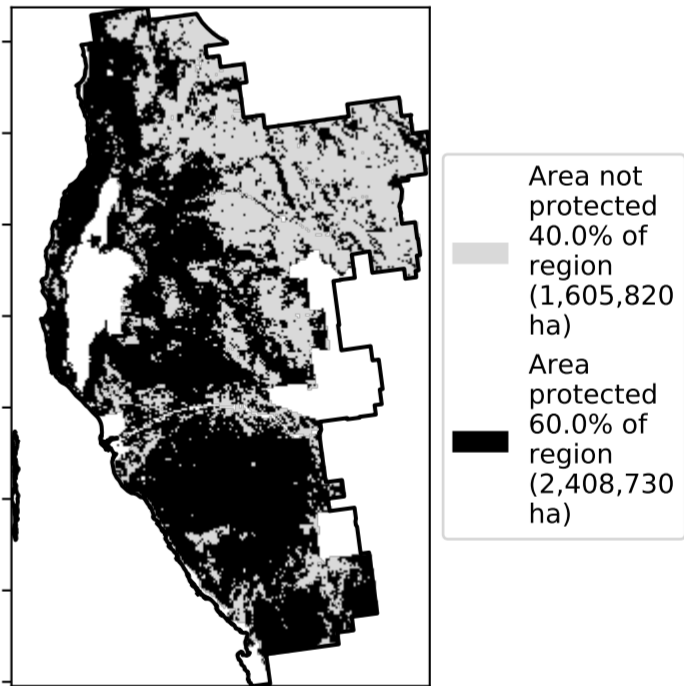 Area not
protected
40.0% of
region
(1,605,820
ha)
Area
protected
60.0% of
region
(2,408,730
ha)